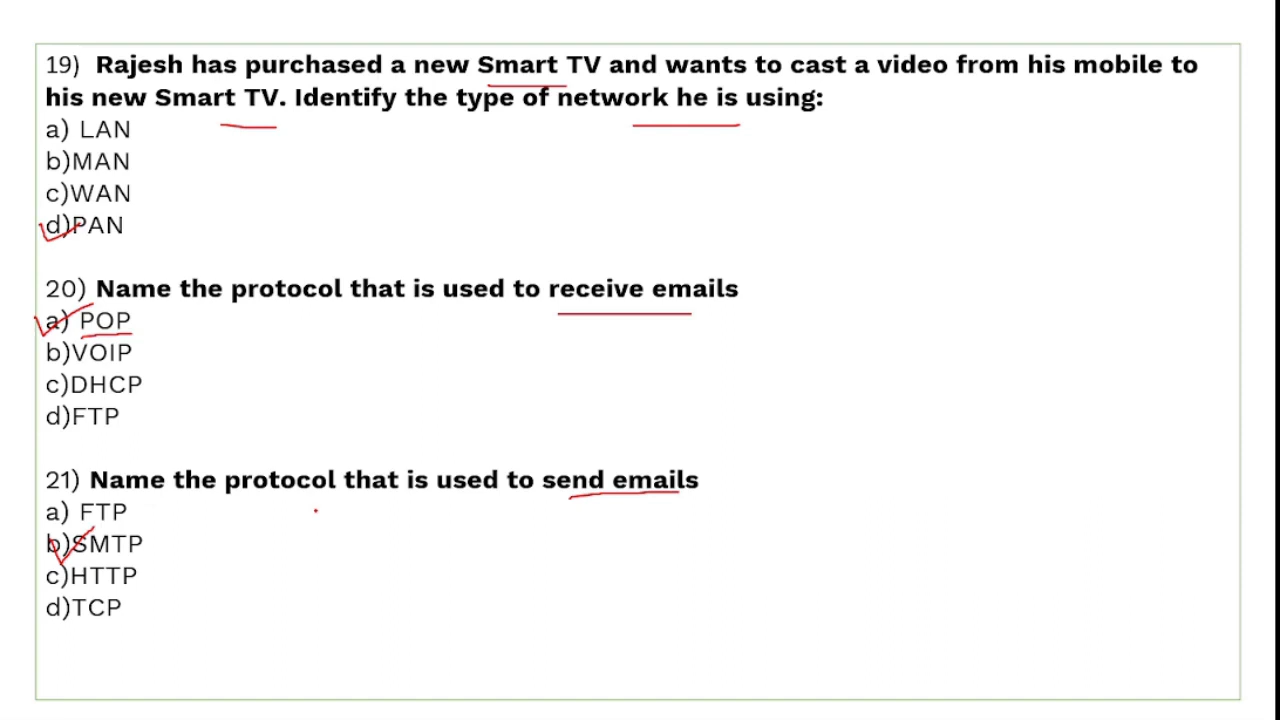 19) Rajesh has purchased a new Smart TV and wants to cast a video from his mobile to
his new Smart TV. Identify the type of network he is using:
a) LAN
b)MAN
c)WAN
d)PAN
20) Name the protocol that is used to receive emails
a) POP
b)VOIP
c)DHCP
d)FTP
21) Name the protocol that is used to send emails
a) FTP
b)SMTP
c)HTTP
d)TCP